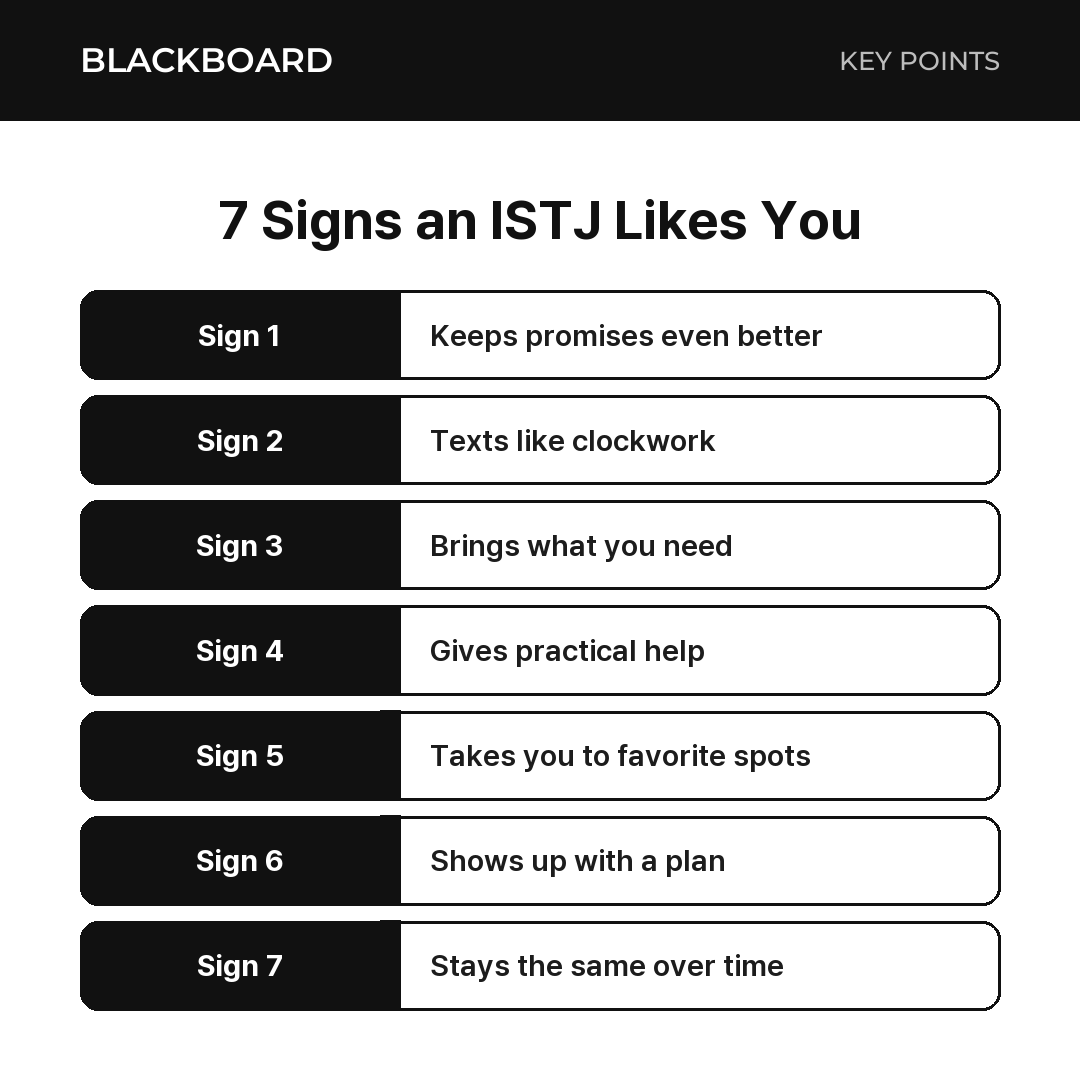 BLACKBOARD
KEY POINTS
7 Signs an ISTJ Likes You
Sign 1
Keeps promises even better
Sign 2
Texts like clockwork
Sign 3
Brings what you need
Sign 4
Gives practical help
Sign 5
Takes you to favorite spots
Sign 6
Shows up with a plan
Sign 7
Stays the same over time